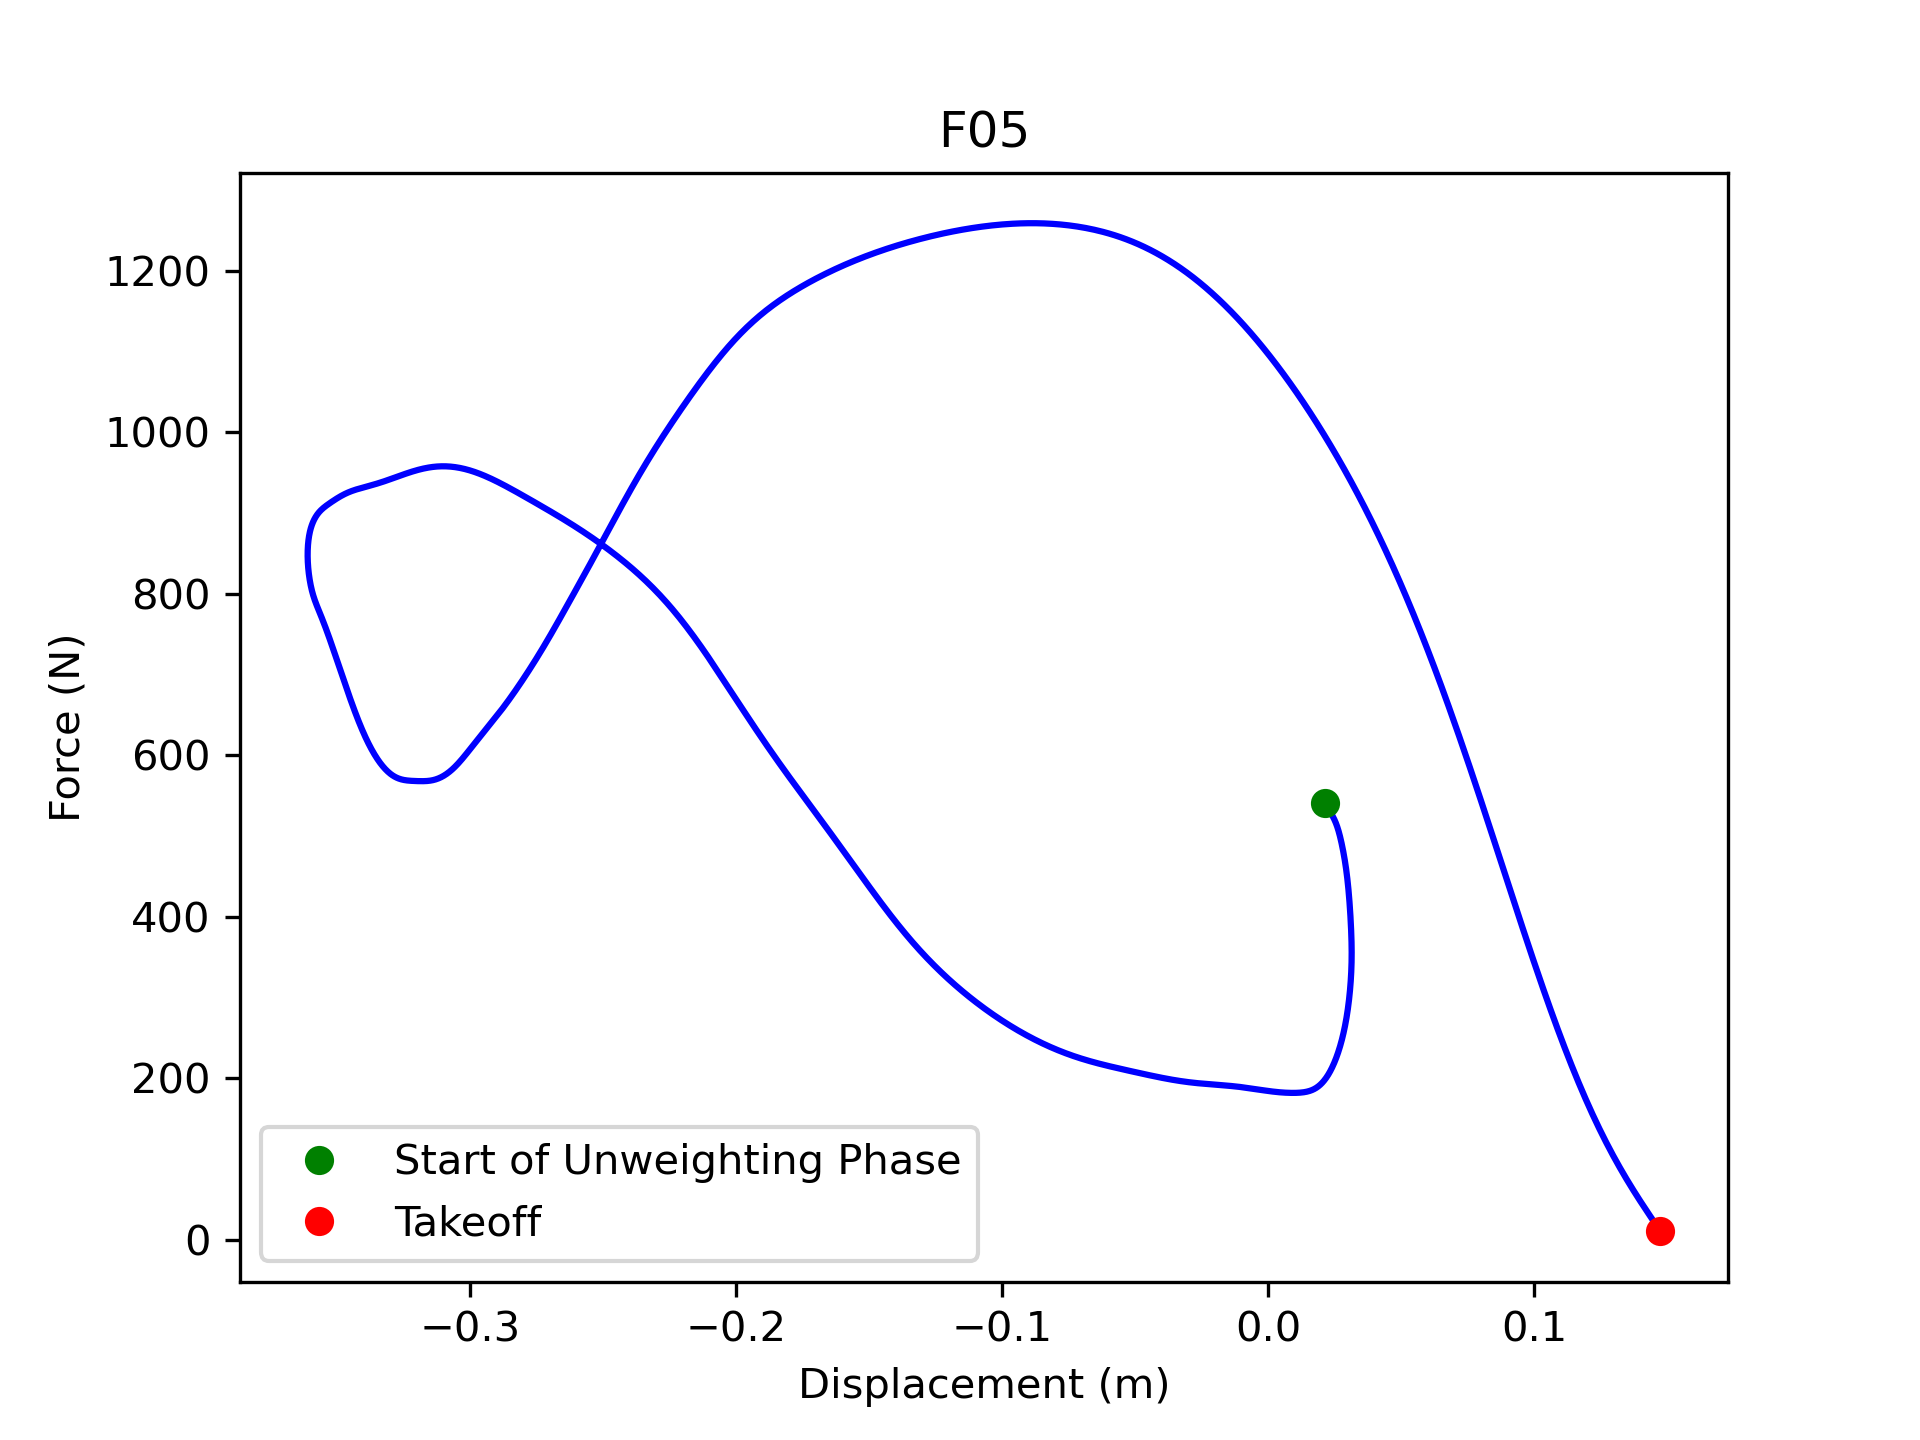 F05
1200
1000
800
600
400
200
0
Force (N)
Start of Unweighting Phase
Takeoff
−0.3 −0.2 −0.1 0.0 0.1
Displacement (m)